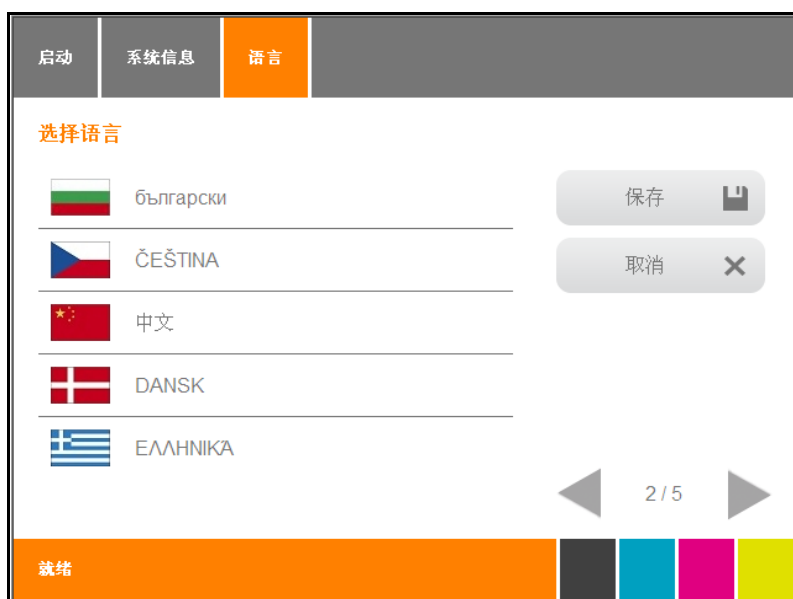 启动 系统信息 语言
选择语言
български
ČEŠTINA
中文
DANSK
ΕΛΛΗΝΙΚΆ
保存
取消
2 / 5
就绪